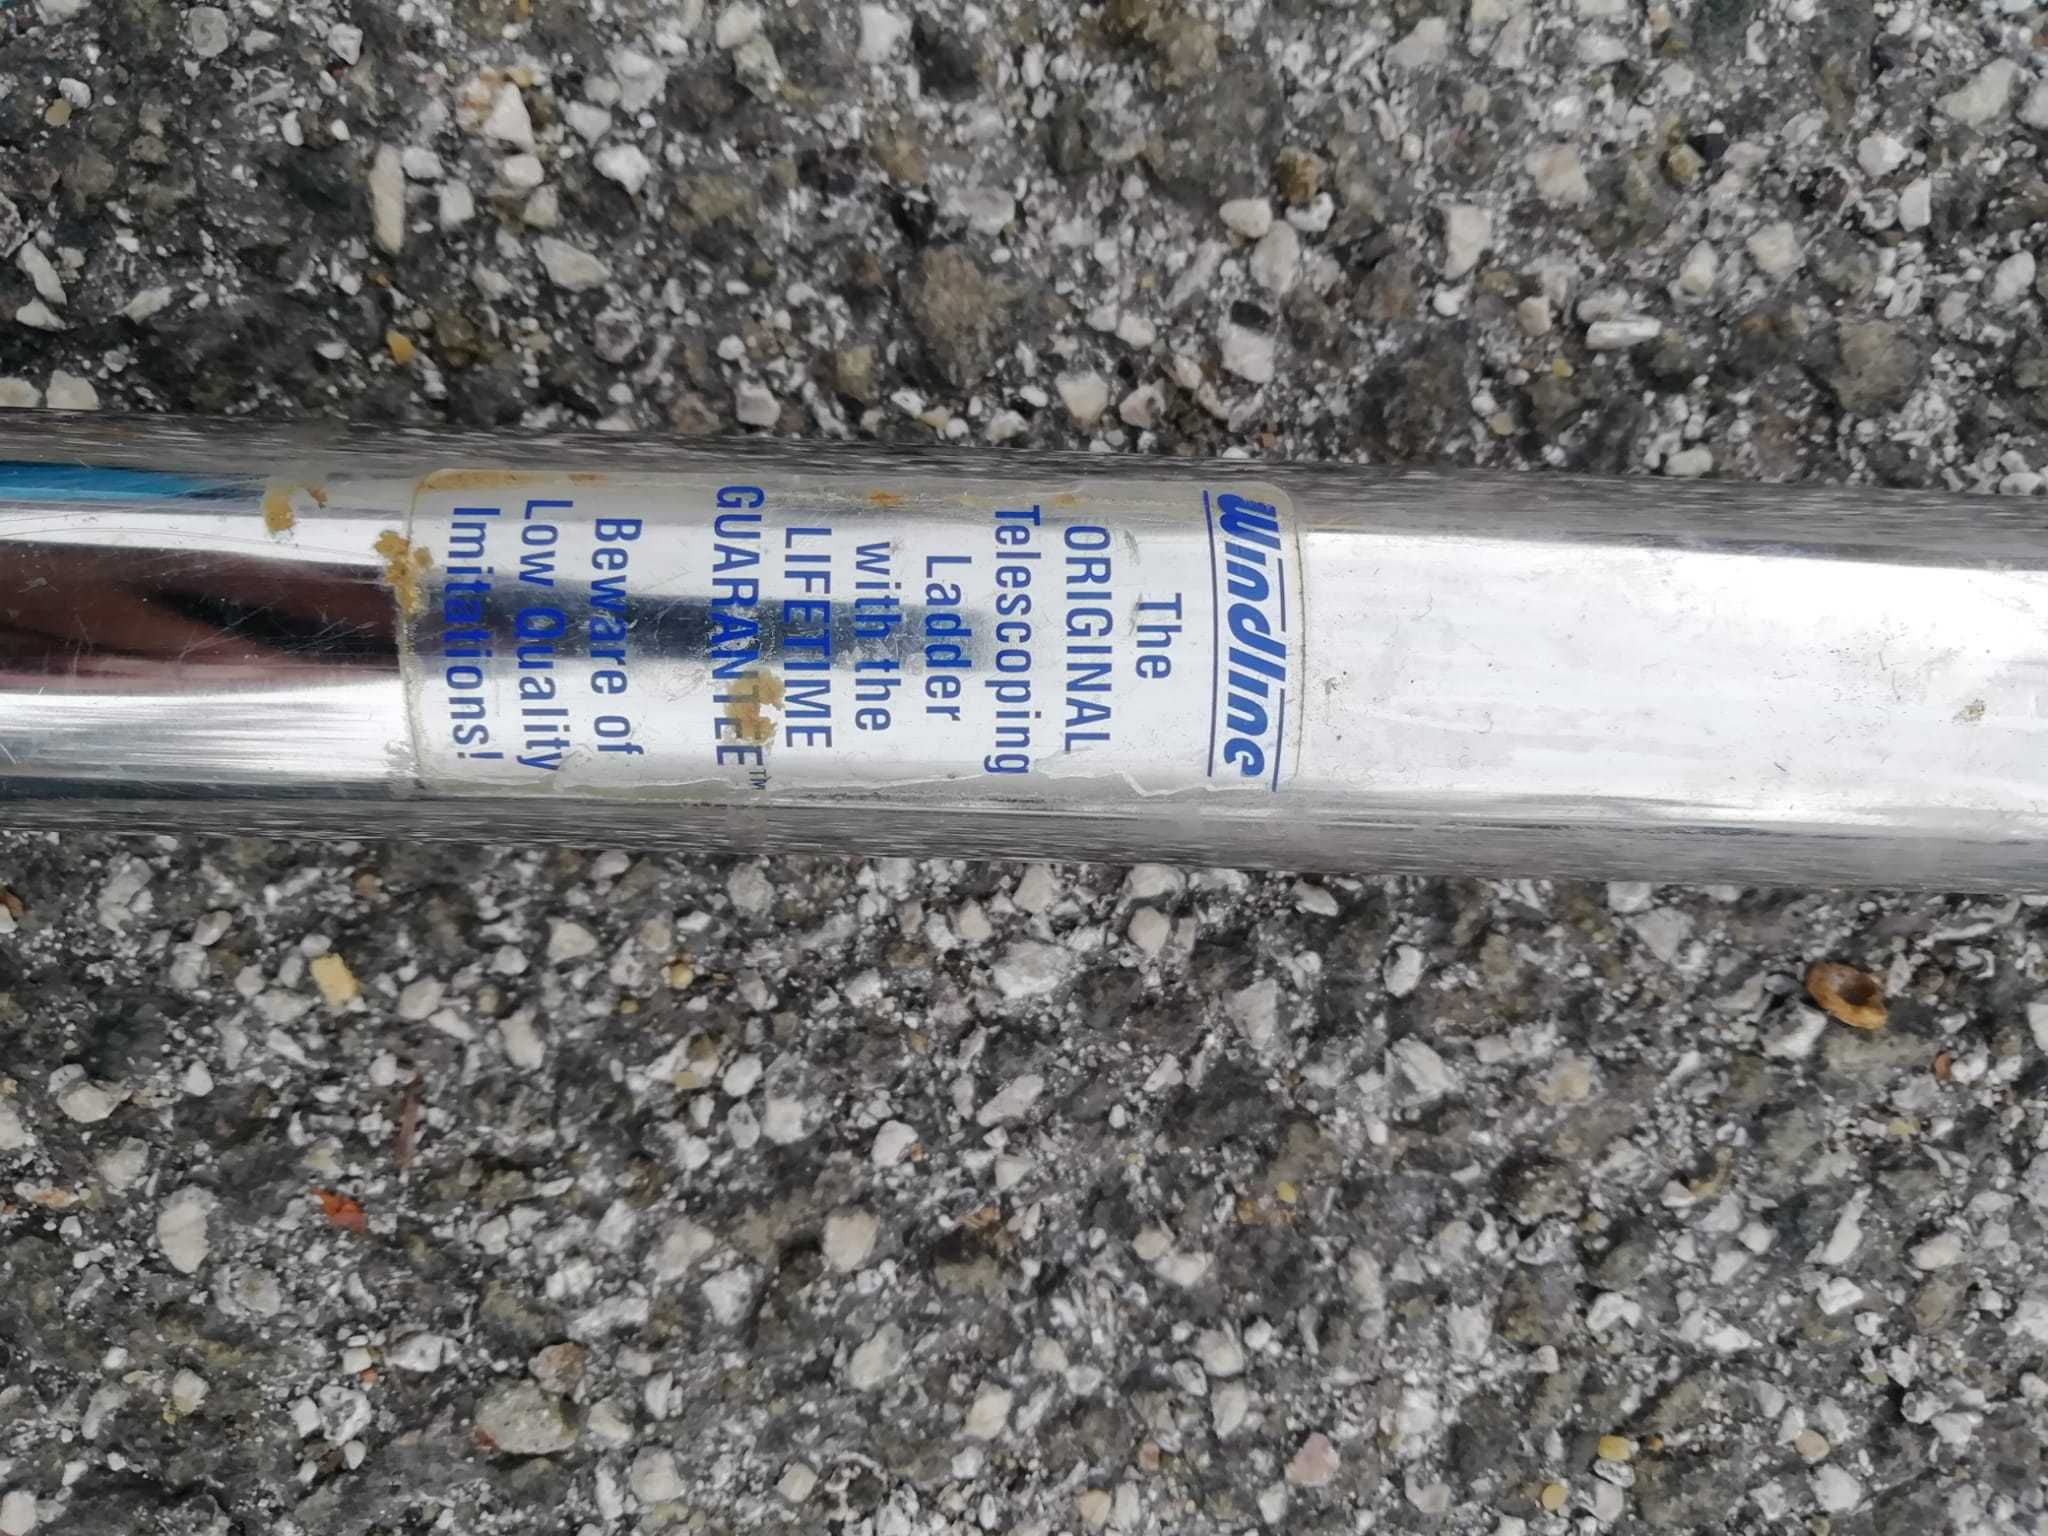 Windline
The
ORIGINAL
Telescoping
Ladder
with the
LIFETIME
GUARANTEE™
Beware of
Low Quality
Imitations!